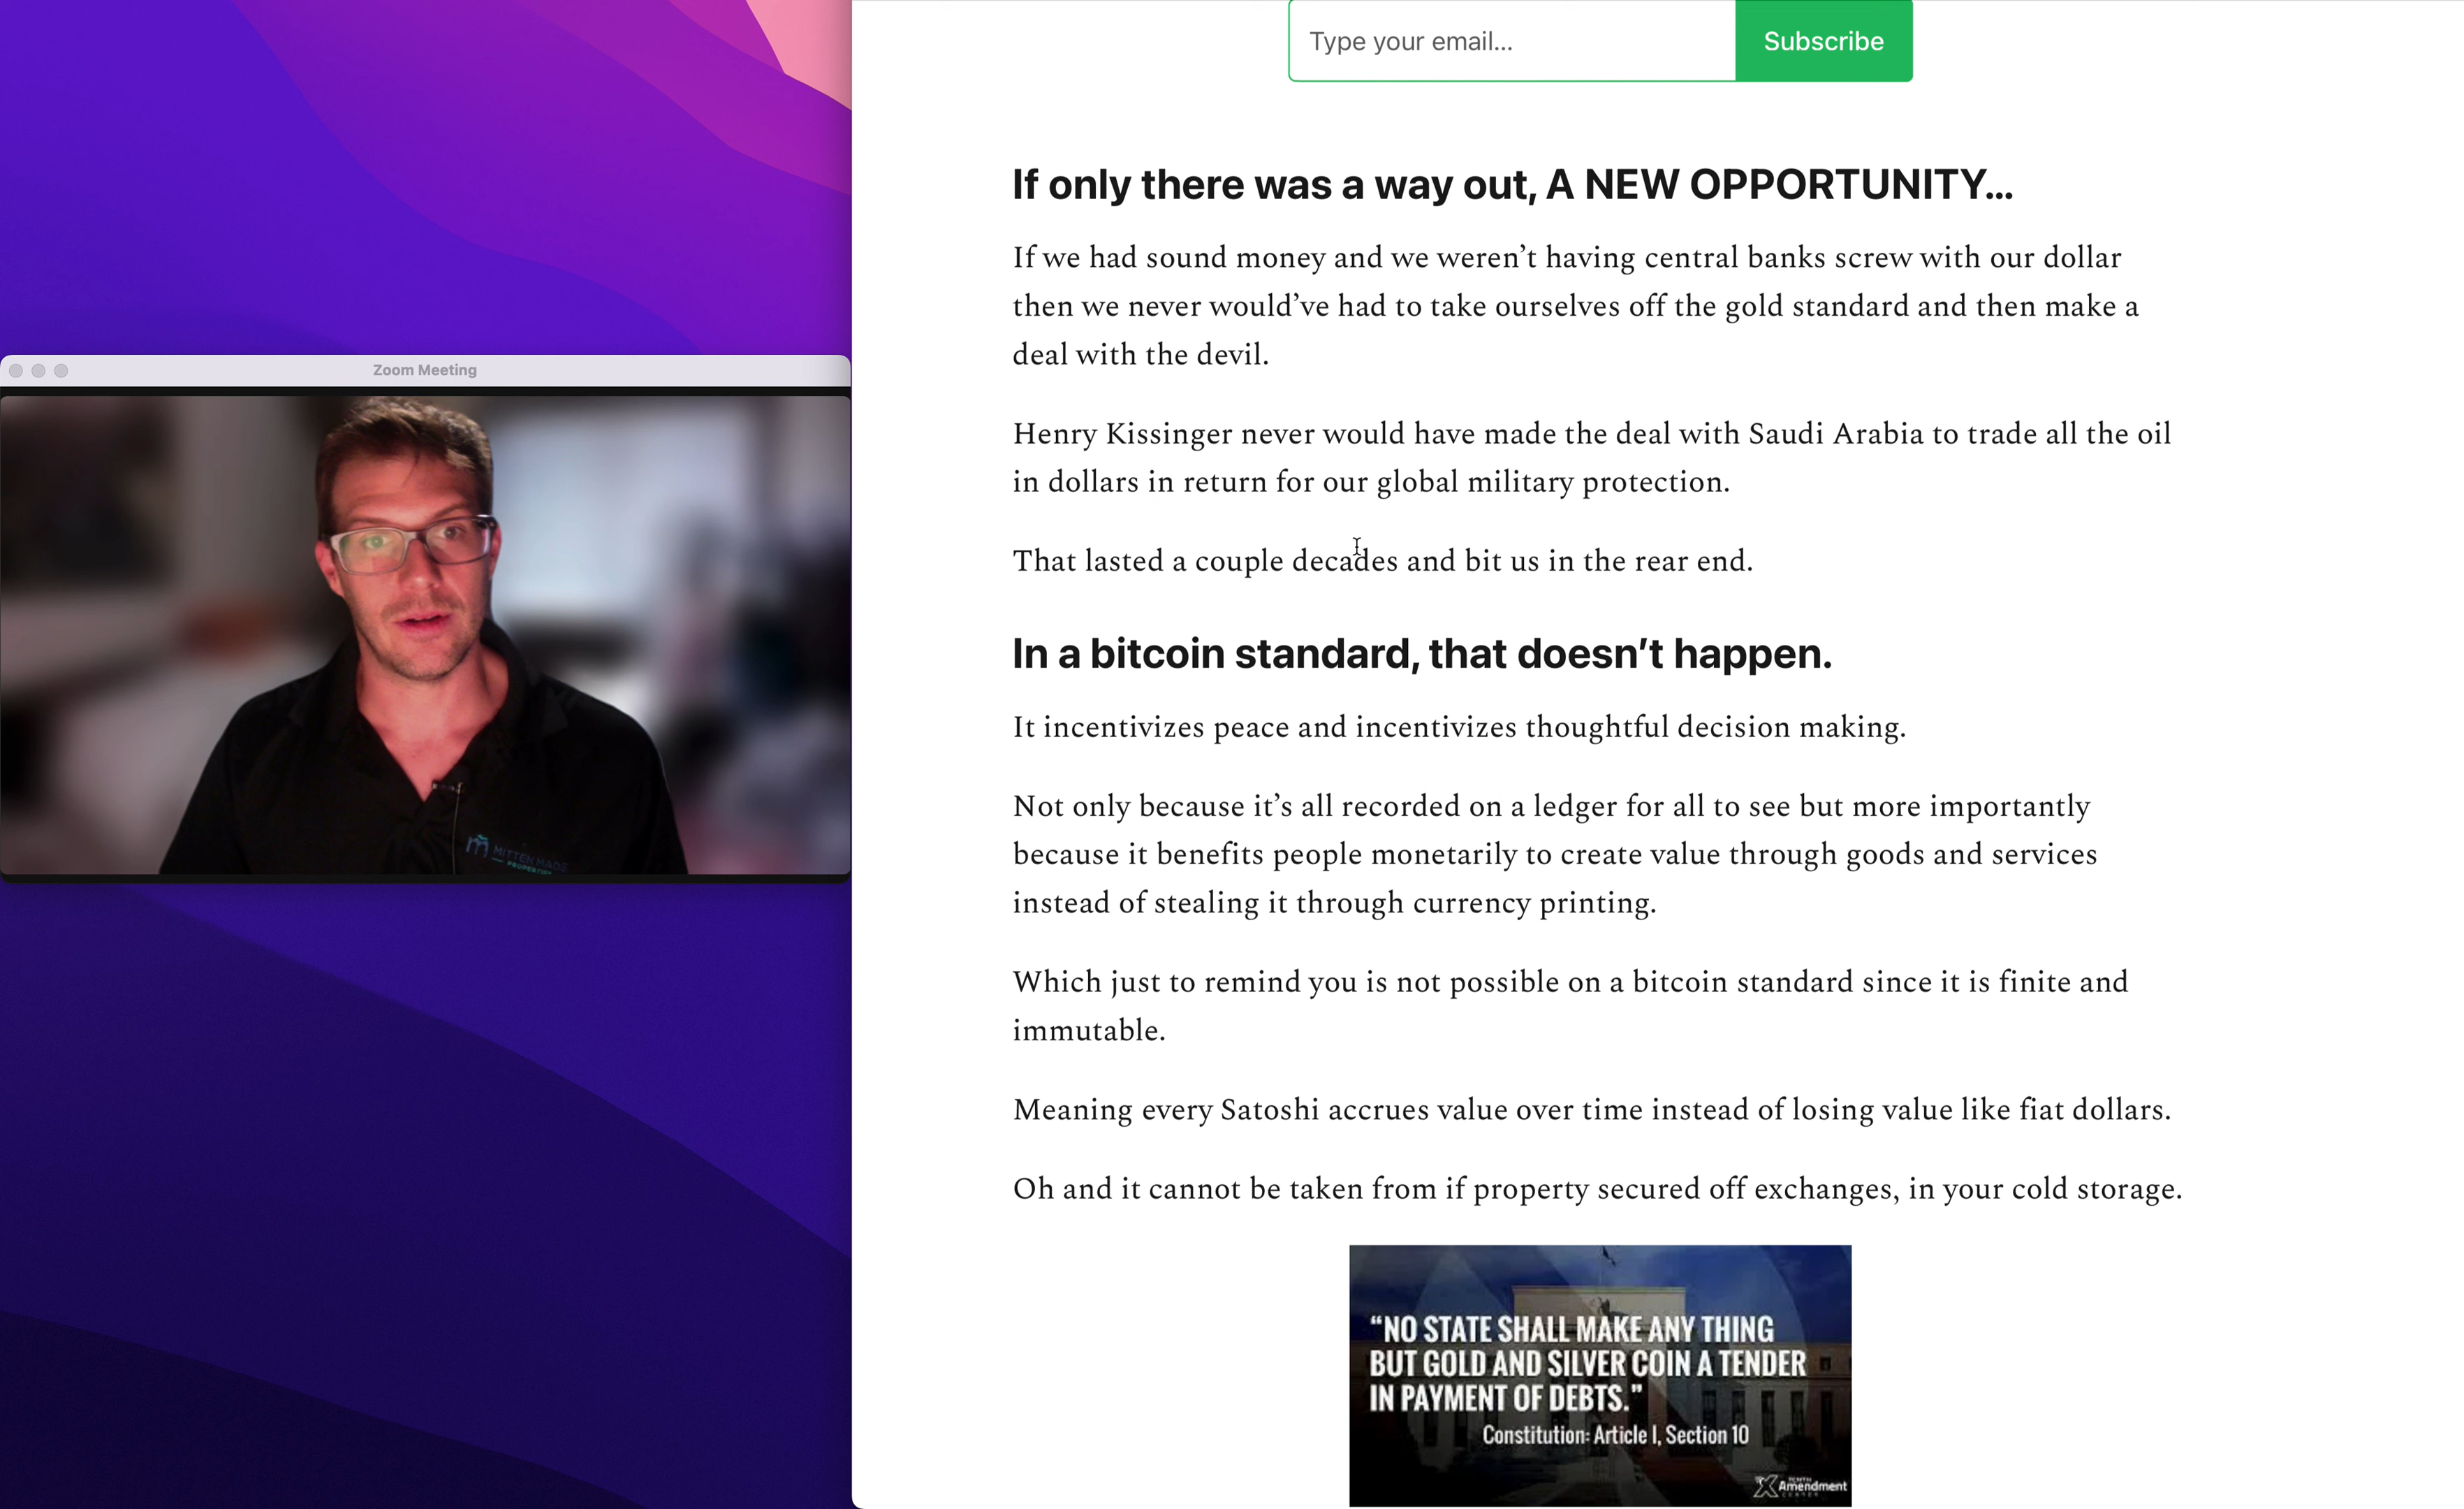 Type your email...
Subscribe
If only there was a way out, A NEW OPPORTUNITY...
If we had sound money and we weren’t having central banks screw with our dollar
then we never would’ve had to take ourselves off the gold standard and then make a
deal with the devil.
Henry Kissinger never would have made the deal with Saudi Arabia to trade all the oil
in dollars in return for our global military protection.
That lasted a couple decades and bit us in the rear end.
In a bitcoin standard, that doesn’t happen.
It incentivizes peace and incentivizes thoughtful decision making.
Not only because it’s all recorded on a ledger for all to see but more importantly
because it benefits people monetarily to create value through goods and services
instead of stealing it through currency printing.
Which just to remind you is not possible on a bitcoin standard since it is finite and
immutable.
Meaning every Satoshi accrues value over time instead of losing value like fiat dollars.
Oh and it cannot be taken from if property secured off exchanges, in your cold storage.
“NO STATE SHALL MAKE ANY THING
BUT GOLD AND SILVER COIN A TENDER
IN PAYMENT OF DEBTS.”
Constitution: Article I, Section 10
TENTH
Amendment
CENTER
Zoom Meeting
MITTEN MADE
PROPERTIES